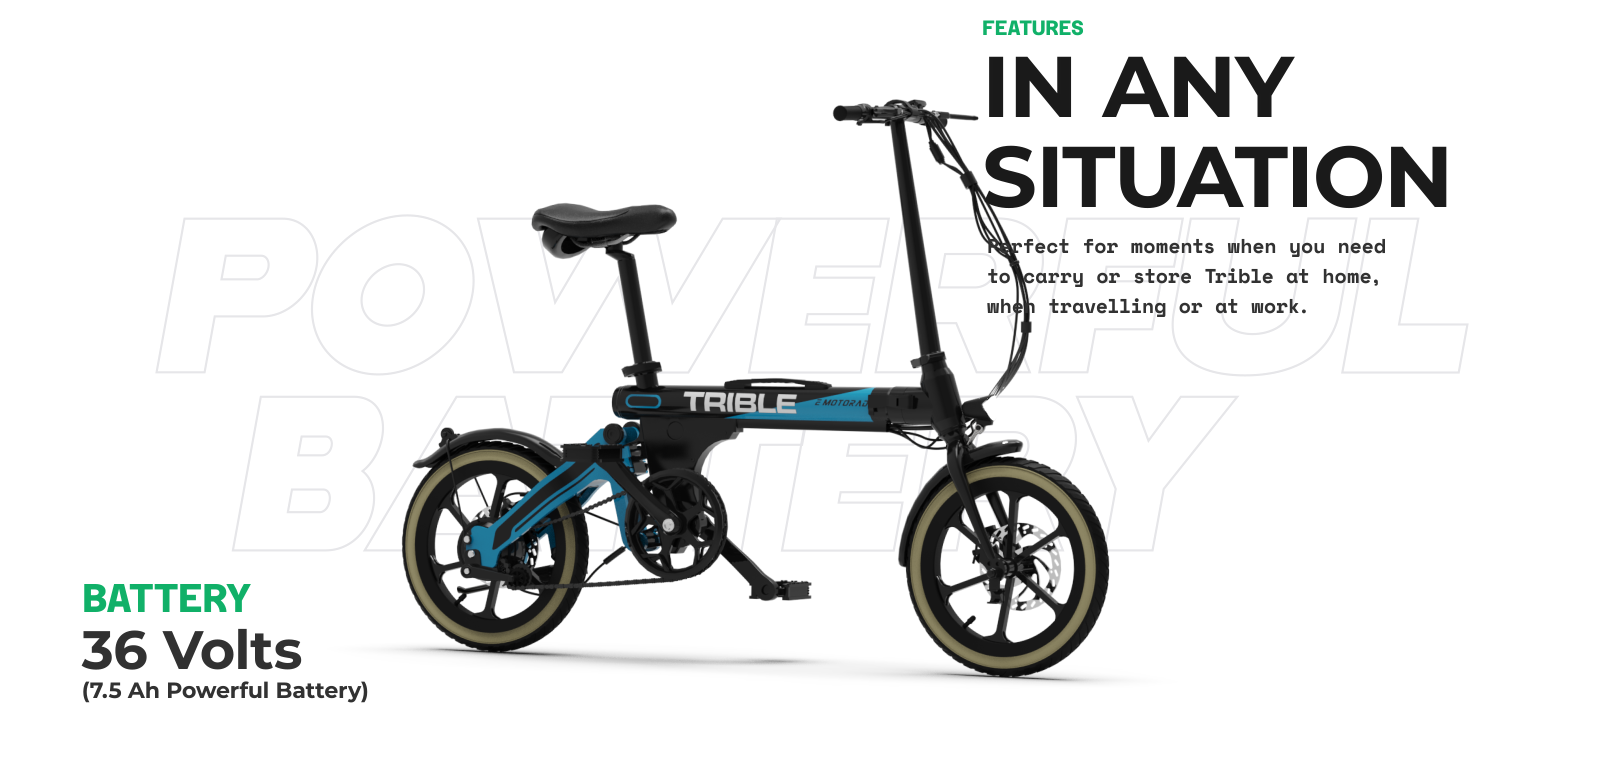 FEATURES
IN ANY
SITUATION
Perfect for moments when you need
to carry or store Trible at home,
when travelling or at work.
POWERFUL
BATTERY
TRIBLE
EMOTORAD
BATTERY
36 Volts
(7.5 Ah Powerful Battery)